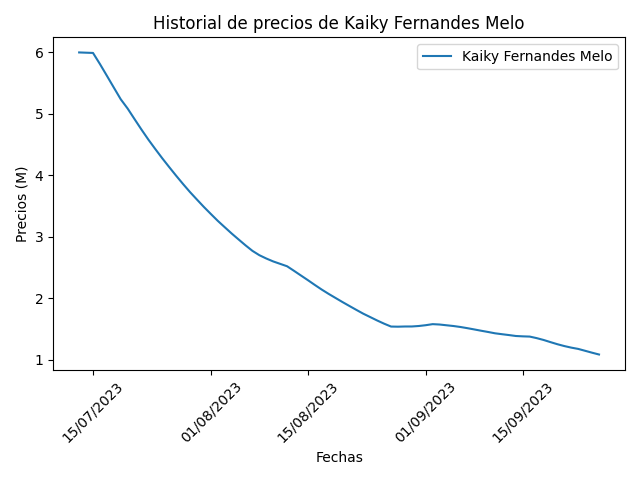 Historial de precios de Kaiky Fernandes Melo
Kaiky Fernandes Melo
Precios (M)
6
5
4
3
2
1
15/07/2023
01/08/2023
15/08/2023
01/09/2023
15/09/2023
Fechas